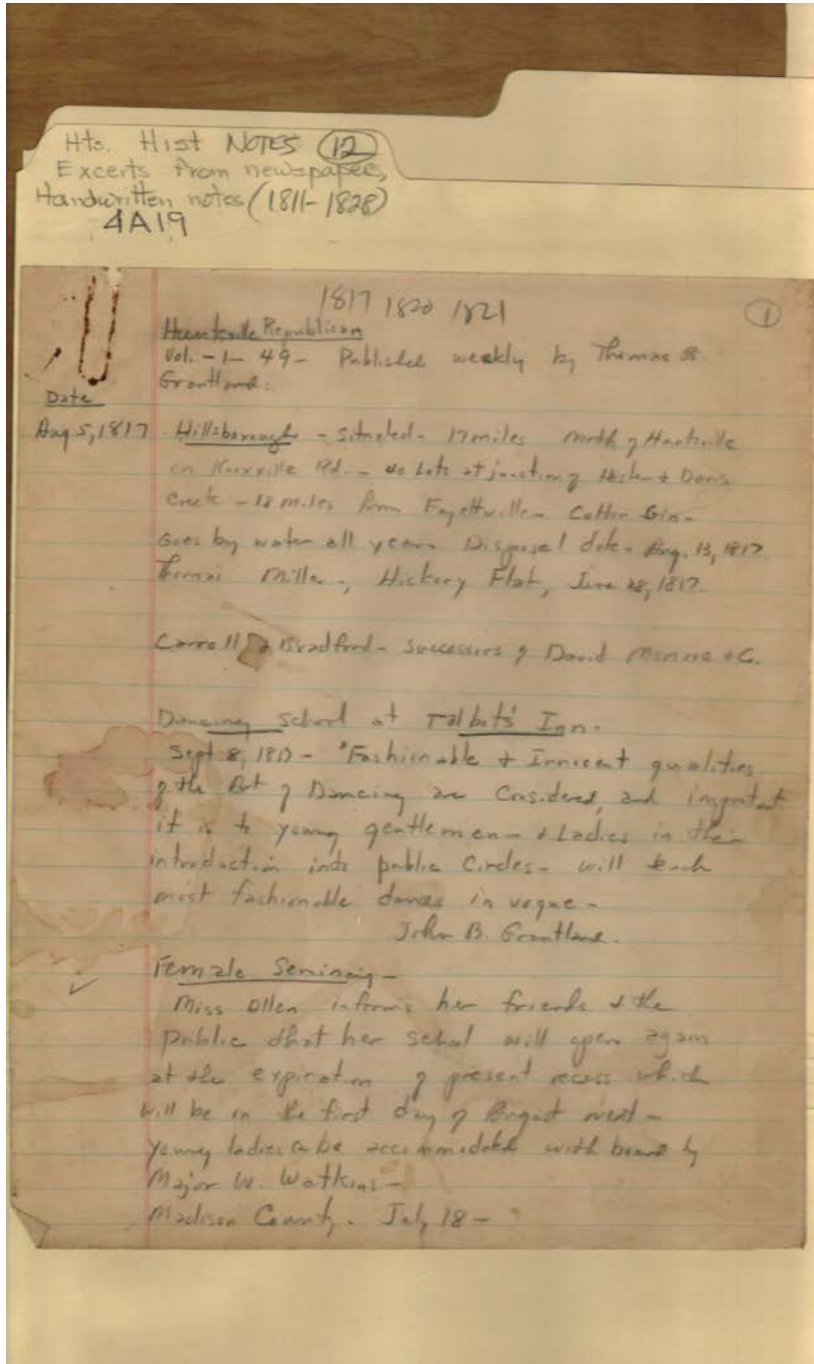 Hts. Hist NOTES 12
Excerts from newspapers,
Handwritten notes (1811-1828)
4A19
1817 1820 1821
1
Huntsville Republican
Vol. -1- 49- Published weekly by Thomas B
Grantland.
Date
Aug 5, 1817 Hillsborough - situated - 17 miles north of Huntsville
on Knoxville Rd. - Lots at junction of & Davis
Creek - 18 miles from Fayetteville - Cotton Gin -
Goes by water all year - Disposal date - Aug. 13, 1817
Thomas Miller, Hickory Flat, June 28, 1817.
Carroll & Bradford - successors of David & Co.
Dancing School at Talbots' Inn -
Sept 8, 1817 - "Fashionable & Innocent qualities
of the Art of Dancing are Considered, and important
it is to young gentlemen - & Ladies in their
introduction into public Circles - will teach
most fashionable dances in vogue -
John B. Grantland.
Female Seminary -
Miss informs her friends & the
public that her school will open again
at the expiration of present recess which
will be on the first day of August next -
young ladies can be accommodated with board by
Major W. Watkins -
Madison County. July 18 -